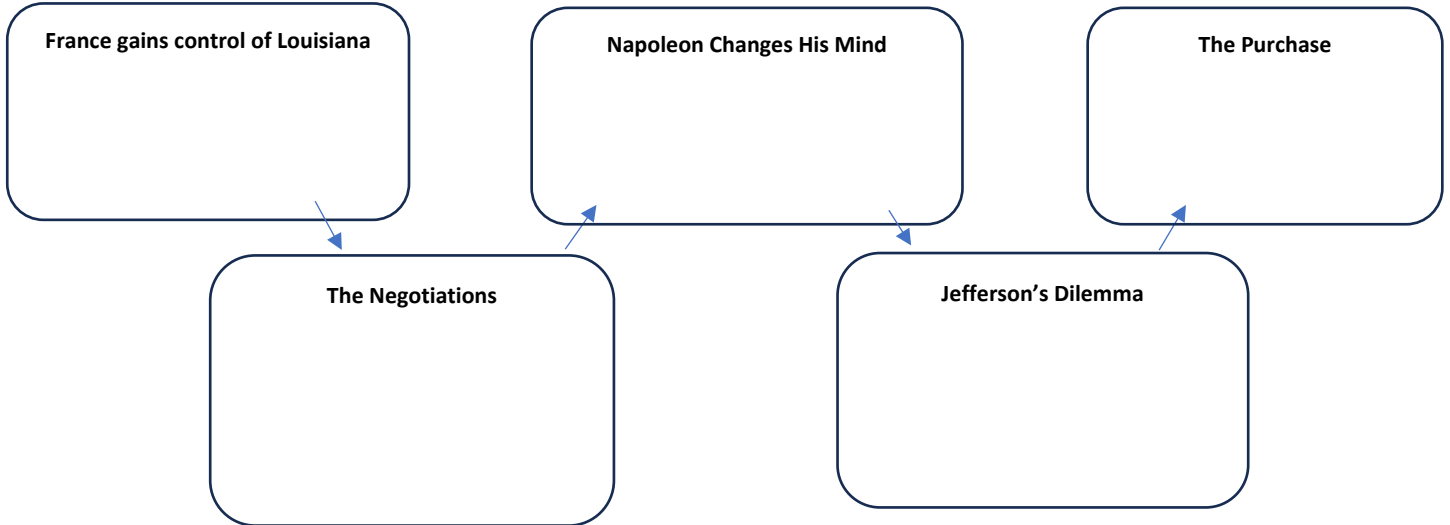 France gains control of Louisiana
The Negotiations
Napoleon Changes His Mind
Jefferson’s Dilemma
The Purchase